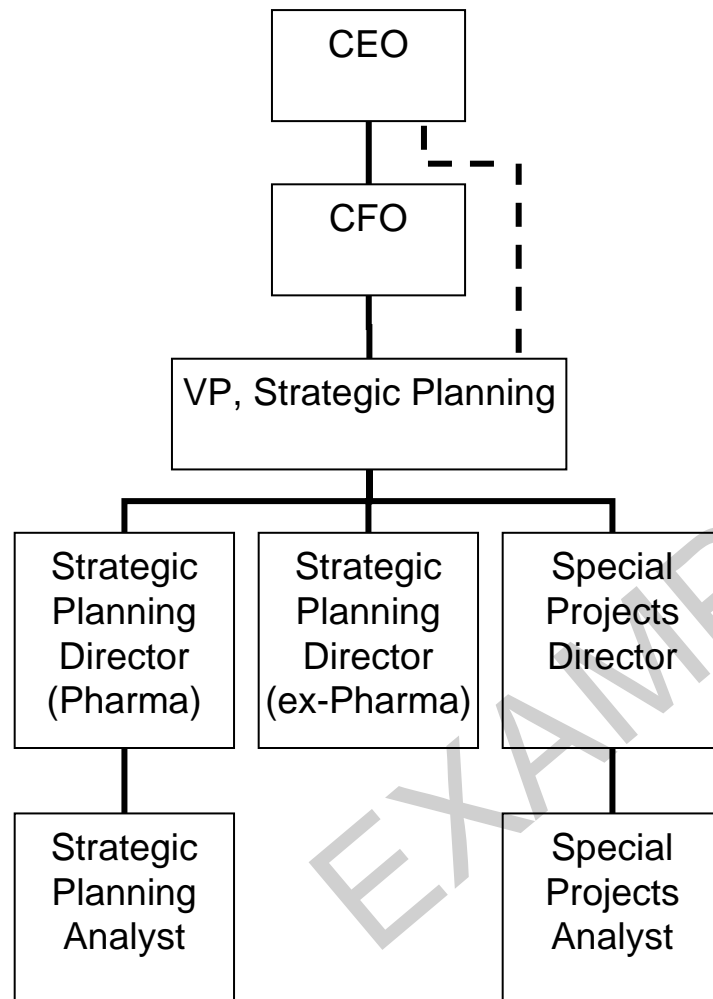 CEO
CFO
VP, Strategic Planning
Strategic
Planning
Director
(Pharma)
Strategic
Planning
Director
(ex-Pharma)
Special
Projects
Director
Strategic
Planning
Analyst
Special
Projects
Analyst